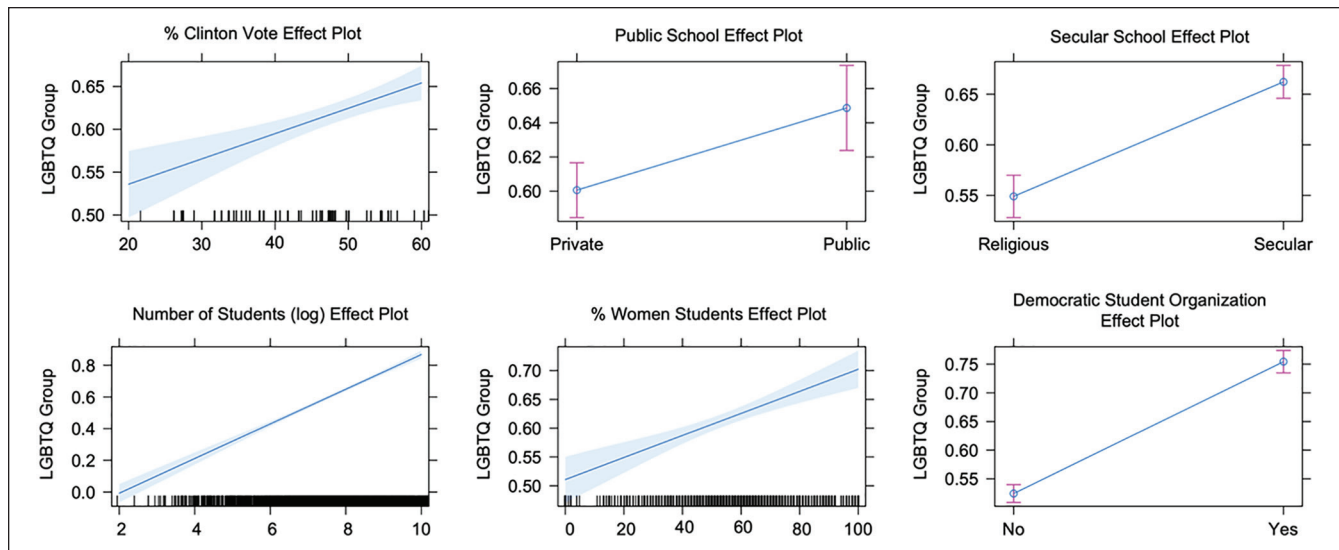 % Clinton Vote Effect Plot
LGBTQ Group
0.65
0.60
0.55
0.50
20 30 40 50 60
Public School Effect Plot
LGBTQ Group
0.66
0.64
0.62
0.60
Private Public
Secular School Effect Plot
LGBTQ Group
0.65
0.60
0.55
Religious Secular
Number of Students (log) Effect Plot
LGBTQ Group
0.8
0.6
0.4
0.2
0.0
2 4 6 8 10
% Women Students Effect Plot
LGBTQ Group
0.70
0.65
0.60
0.55
0.50
0 20 40 60 80 100
Democratic Student Organization
Effect Plot
LGBTQ Group
0.75
0.70
0.65
0.60
0.55
No Yes